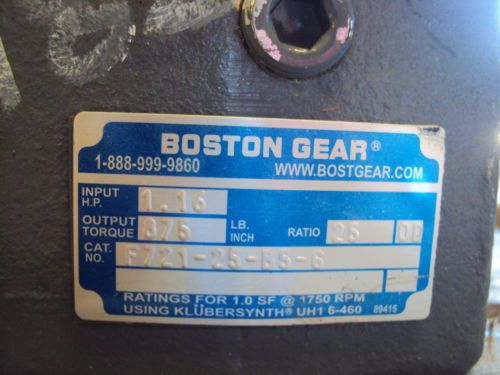 BOSTON GEAR®
1-888-999-9860 WWW.BOSTGEAR.COM
INPUT H.P. 1.16
OUTPUT TORQUE 875 LB. INCH RATIO 25
CAT. NO. F721-25-B5-G
RATINGS FOR 1.0 SF @ 1750 RPM
USING KLÜBERSYNTH® UH1 6-460 89415